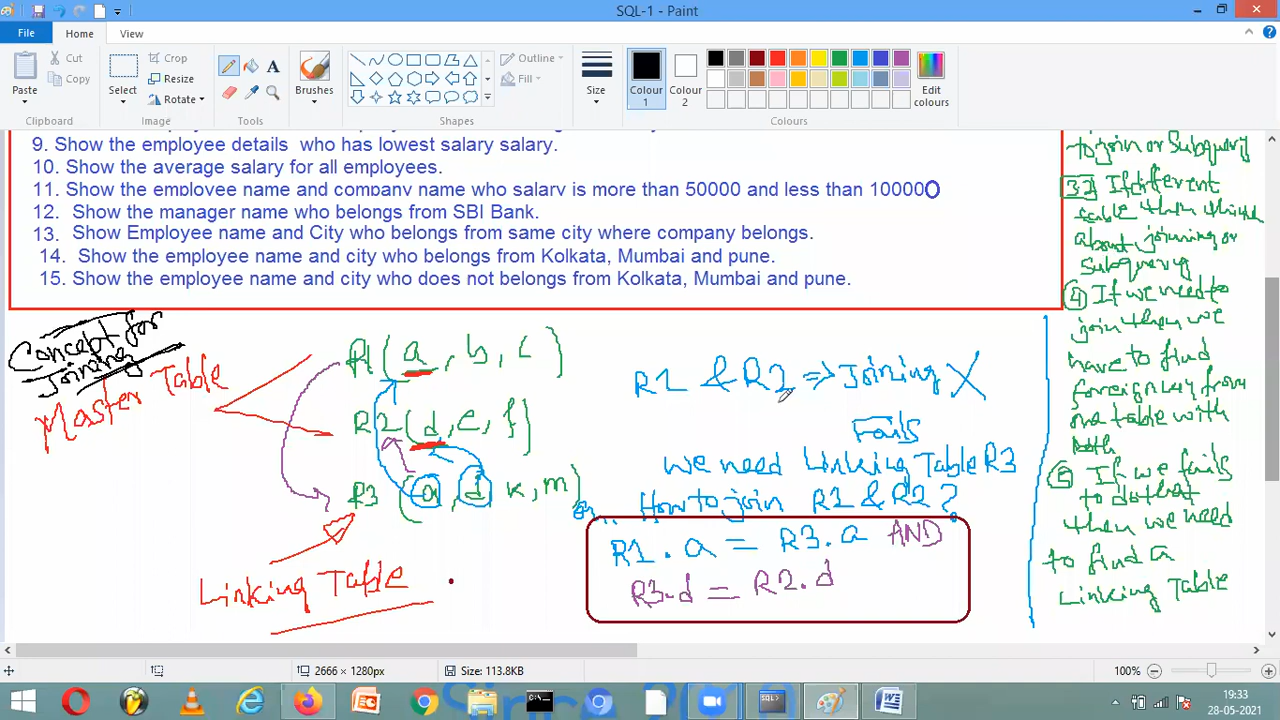 SQL-1 - Paint
File
Home
View
Paste
Cut
Copy
Clipboard
Select
Crop
Resize
Rotate
Image
Tools
Brushes
Shapes
Outline
Fill
Size
Colour 1
Colour 2
Edit colours
Colours
9. Show the employee details who has lowest salary salary.
10. Show the average salary for all employees.
11. Show the employee name and company name who salary is more than 50000 and less than 100000
12. Show the manager name who belongs from SBI Bank.
13. Show Employee name and City who belongs from same city where company belongs.
14. Show the employee name and city who belongs from Kolkata, Mumbai and pune.
15. Show the employee name and city who does not belongs from Kolkata, Mumbai and pune.
Concept for
Joining
Master Table
R1 (a, b, c)
R2 (d, e, f)
R3 (a, d, k, m)
Linking Table
R1 & R2 => Joining X
Fails
we need Linking Table R3
How to join R1 & R2 ?
R1.a = R3.a AND
R3.d = R2.d
to join or Subquery
32 If different
table then think
about joining or
Subquery
4 If we need to
join then we
have to find
foreign key from
one table with
both
5 If we fails
to do that
then we need
to find a
Linking Table
2666 × 1280px
Size: 113.8KB
100%
19:33
28-05-2021